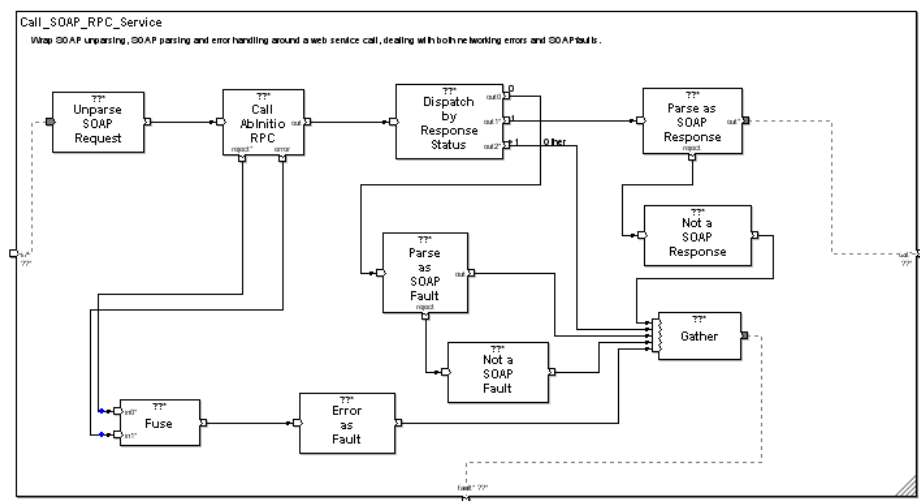 Call_SOAP_RPC_Service
Wrap SOAP unparsing, SOAP parsing and error handling around a web service call, dealing with both networking errors and SOAP faults.
??*
Unparse
SOAP
Request
??*
Call
AbInitio
RPC
out
reject*
error
??*
Dispatch
by
Response
Status
out0
out1*
out2*
0
1
-1
Other
??*
Parse as
SOAP
Response
out*
reject
??*
Not a
SOAP
Response
in*
??*
out*
??*
??*
Parse
as
SOAP
Fault
out
reject
??*
Gather
??*
Not a
SOAP
Fault
??*
Fuse
in0*
in1*
??*
Error
as
Fault
fault* ??*